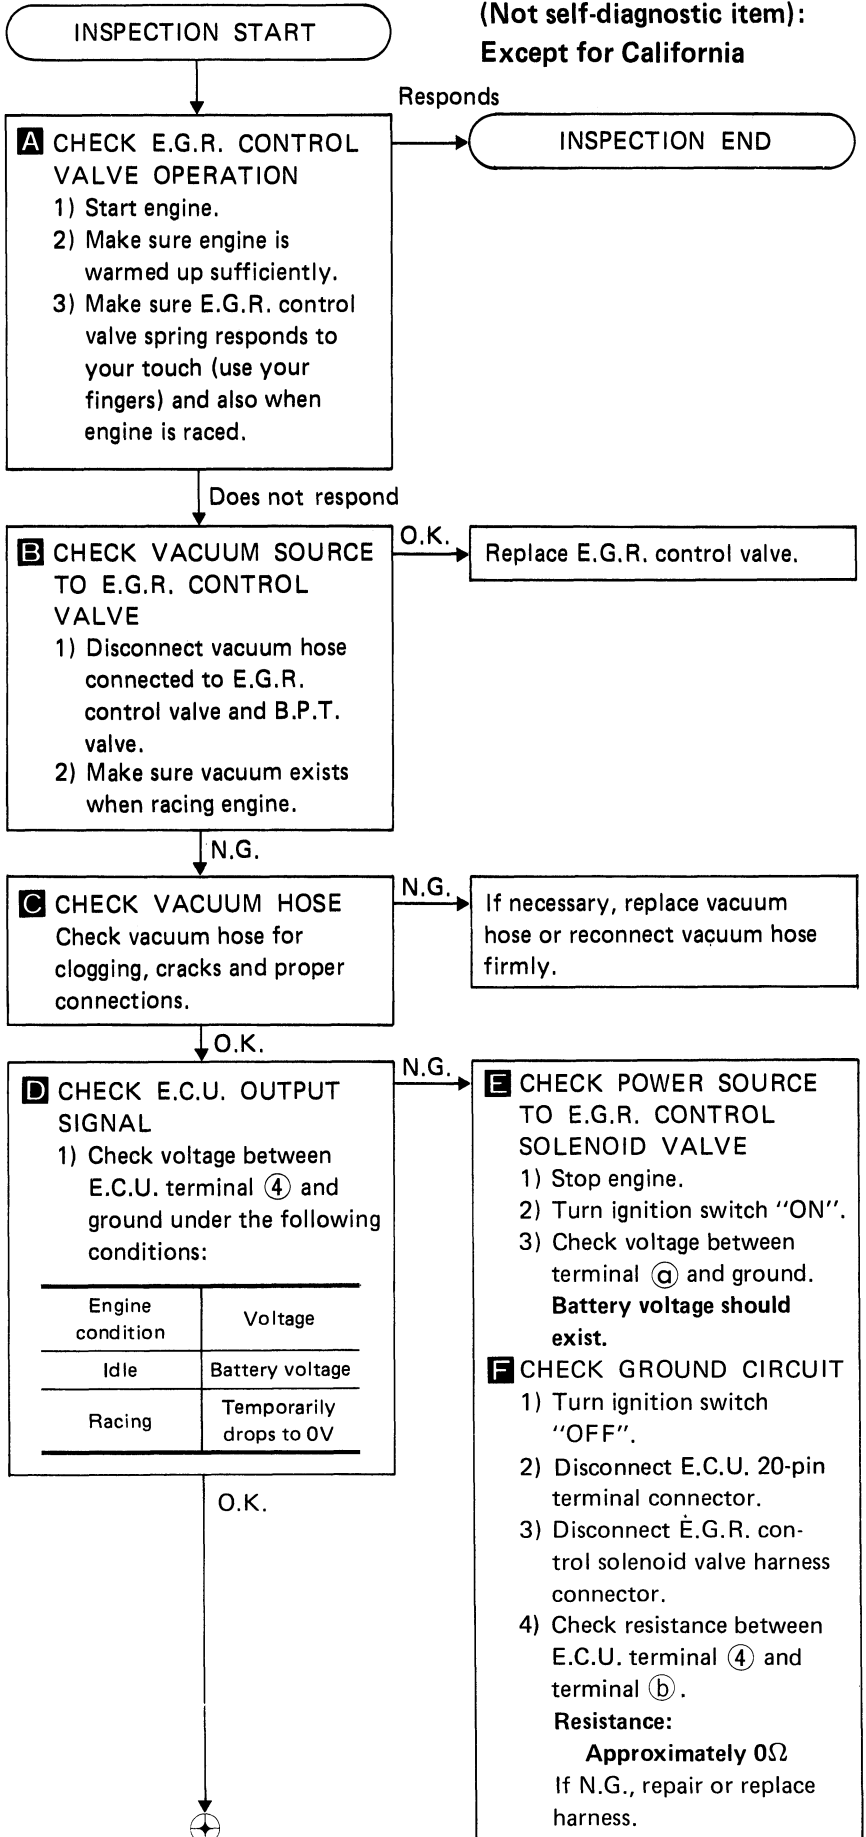 (Not self-diagnostic item):
Except for California
INSPECTION START
Responds
A CHECK E.G.R. CONTROL
VALVE OPERATION
1) Start engine.
2) Make sure engine is
warmed up sufficiently.
3) Make sure E.G.R. control
valve spring responds to
your touch (use your
fingers) and also when
engine is raced.
INSPECTION END
Does not respond
B CHECK VACUUM SOURCE
TO E.G.R. CONTROL
VALVE
1) Disconnect vacuum hose
connected to E.G.R.
control valve and B.P.T.
valve.
2) Make sure vacuum exists
when racing engine.
O.K.
Replace E.G.R. control valve.
N.G.
C CHECK VACUUM HOSE
Check vacuum hose for
clogging, cracks and proper
connections.
N.G.
If necessary, replace vacuum
hose or reconnect vacuum hose
firmly.
O.K.
D CHECK E.C.U. OUTPUT
SIGNAL
1) Check voltage between
E.C.U. terminal ④ and
ground under the following
conditions:
Engine
condition
Voltage
Idle
Battery voltage
Racing
Temporarily
drops to 0V
O.K.
N.G.
E CHECK POWER SOURCE
TO E.G.R. CONTROL
SOLENOID VALVE
1) Stop engine.
2) Turn ignition switch "ON".
3) Check voltage between
terminal ⓐ and ground.
Battery voltage should
exist.
F CHECK GROUND CIRCUIT
1) Turn ignition switch
"OFF".
2) Disconnect E.C.U. 20-pin
terminal connector.
3) Disconnect E.G.R. con-
trol solenoid valve harness
connector.
4) Check resistance between
E.C.U. terminal ④ and
terminal ⓑ.
Resistance:
Approximately 0Ω
If N.G., repair or replace
harness.